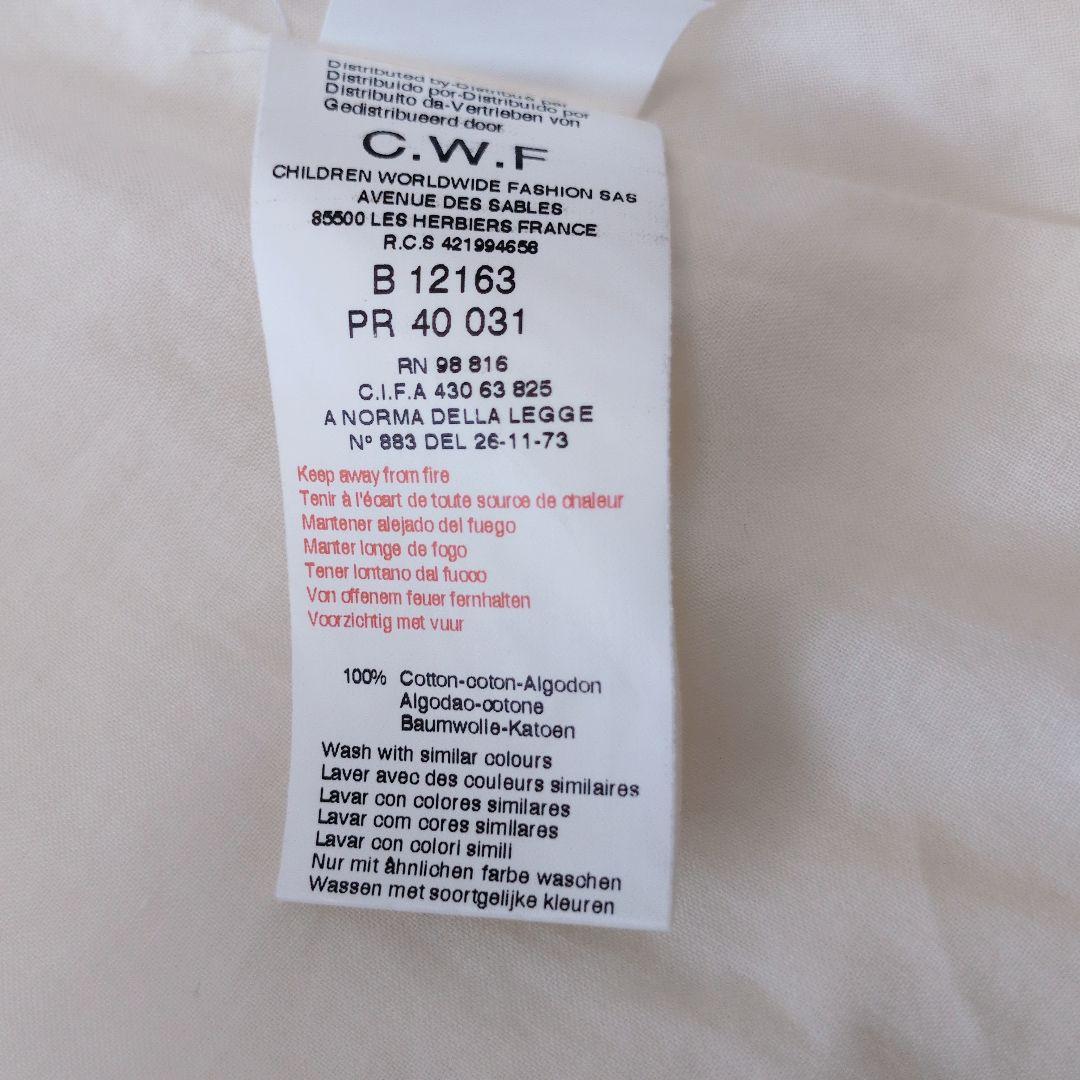 Distributed by-Distribué par
Distribuido por-Distribuido por
Distribuito da-Vertrieben von
Gedistribueerd door
C.W.F
CHILDREN WORLDWIDE FASHION SAS
AVENUE DES SABLES
85500 LES HERBIERS FRANCE
R.C.S 421994658
B 12163
PR 40 031
RN 98 816
C.I.F.A 430 63 825
A NORMA DELLA LEGGE
Nº 883 DEL 26-11-73
Keep away from fire
Tenir à l'écart de toute source de chaleur
Mantener alejado del fuego
Manter longe de fogo
Tener lontano dal fuoco
Von offenem feuer fernhalten
Voorzichtig met vuur
100% Cotton-coton-Algodon
Algodao-cotone
Baumwolle-Katoen
Wash with similar colours
Laver avec des couleurs similaires
Lavar con colores similares
Lavar com cores similares
Lavar con colori simili
Nur mit ähnlichen farbe waschen
Wassen met soortgelijke kleuren